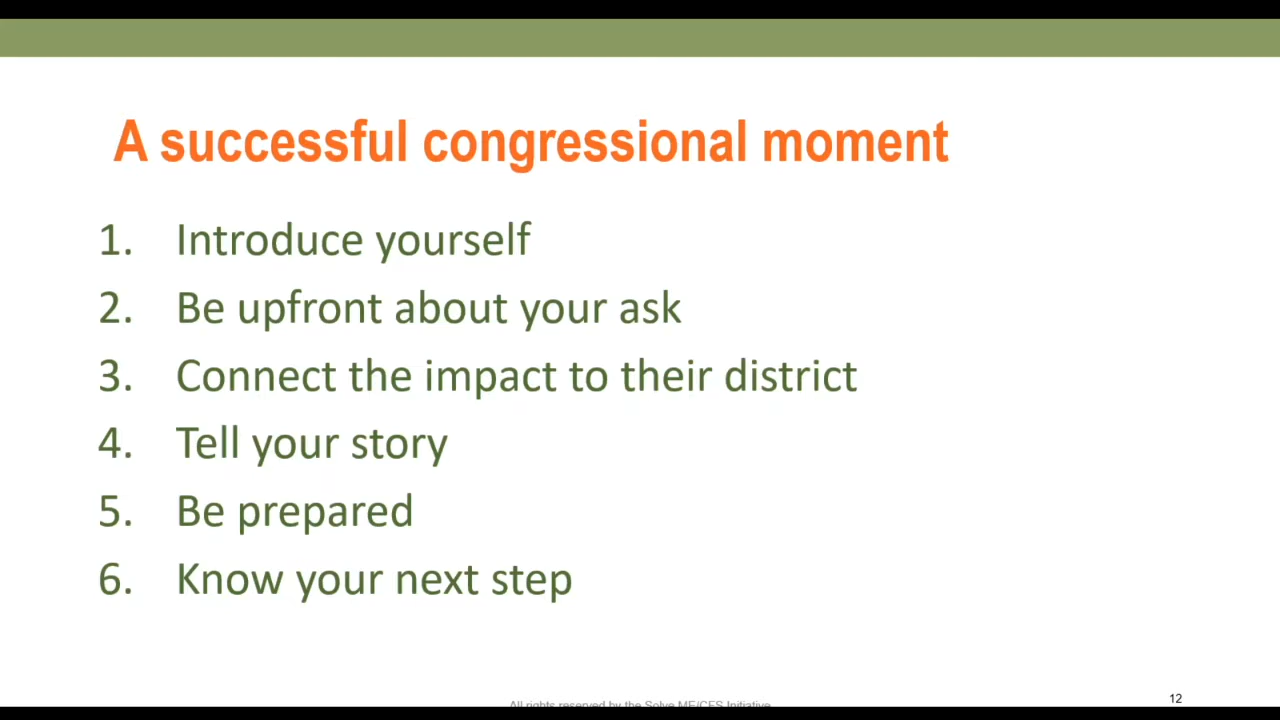 A successful congressional moment
1. Introduce yourself
2. Be upfront about your ask
3. Connect the impact to their district
4. Tell your story
5. Be prepared
6. Know your next step
All rights reserved by the Solve ME/CFS Initiative
12